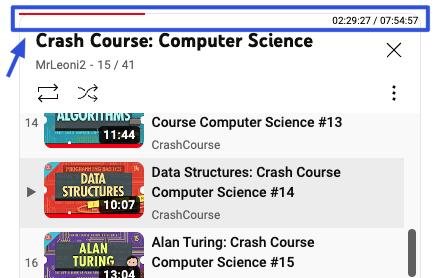 02:29:27 / 07:54:57
Crash Course: Computer Science
MrLeoni2 - 15 / 41
14
ALGORITHMS
11:44
Course Computer Science #13
CrashCourse
PROGRAMMING BASICS
14
DATA
STRUCTURES
10:07
Data Structures: Crash Course
Computer Science #14
CrashCourse
16
15
ALAN
TURING
13:04
Alan Turing: Crash Course
Computer Science #15